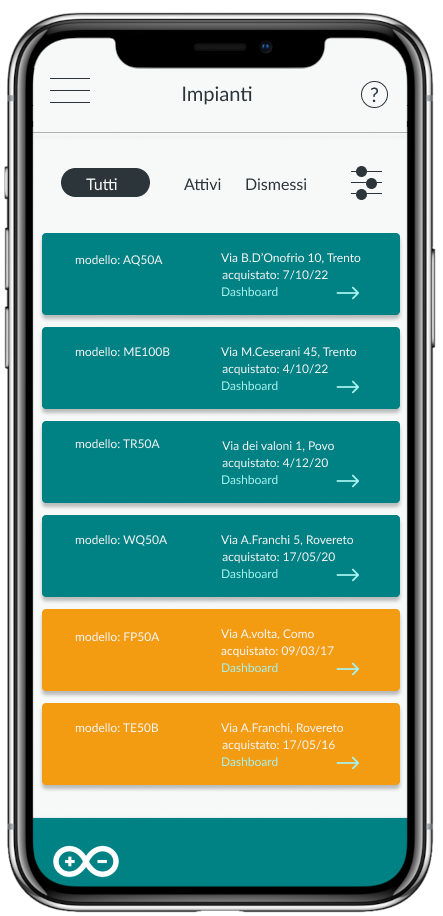 Impianti
?
Tutti Attivi Dismessi
modello: AQ50A
Via B.D'Onofrio 10, Trento
acquistato: 7/10/22
Dashboard
modello: ME100B
Via M.Ceserani 45, Trento
acquistato: 4/10/22
Dashboard
modello: TR50A
Via dei valoni 1, Povo
acquistato: 4/12/20
Dashboard
modello: WQ50A
Via A.Franchi 5, Rovereto
acquistato: 17/05/20
Dashboard
modello: FP50A
Via A.volta, Como
acquistato: 09/03/17
Dashboard
modello: TE50B
Via A.Franchi, Rovereto
acquistato: 17/05/16
Dashboard